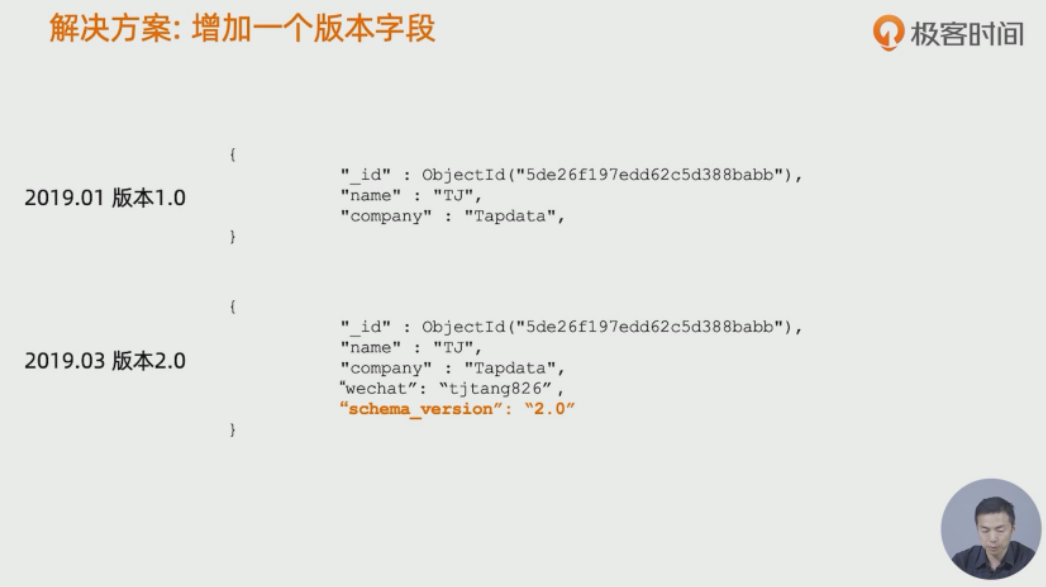 解决方案: 增加一个版本字段
极客时间
{
"_id" : ObjectId("5de26f197edd62c5d388babb"),
2019.01 版本1.0
"name" : "TJ",
"company" : "Tapdata",
}
{
"_id" : ObjectId("5de26f197edd62c5d388babb"),
"name" : "TJ",
2019.03 版本2.0
"company" : "Tapdata",
“wechat”: “tjtang826”,
“schema_version”: “2.0”
}